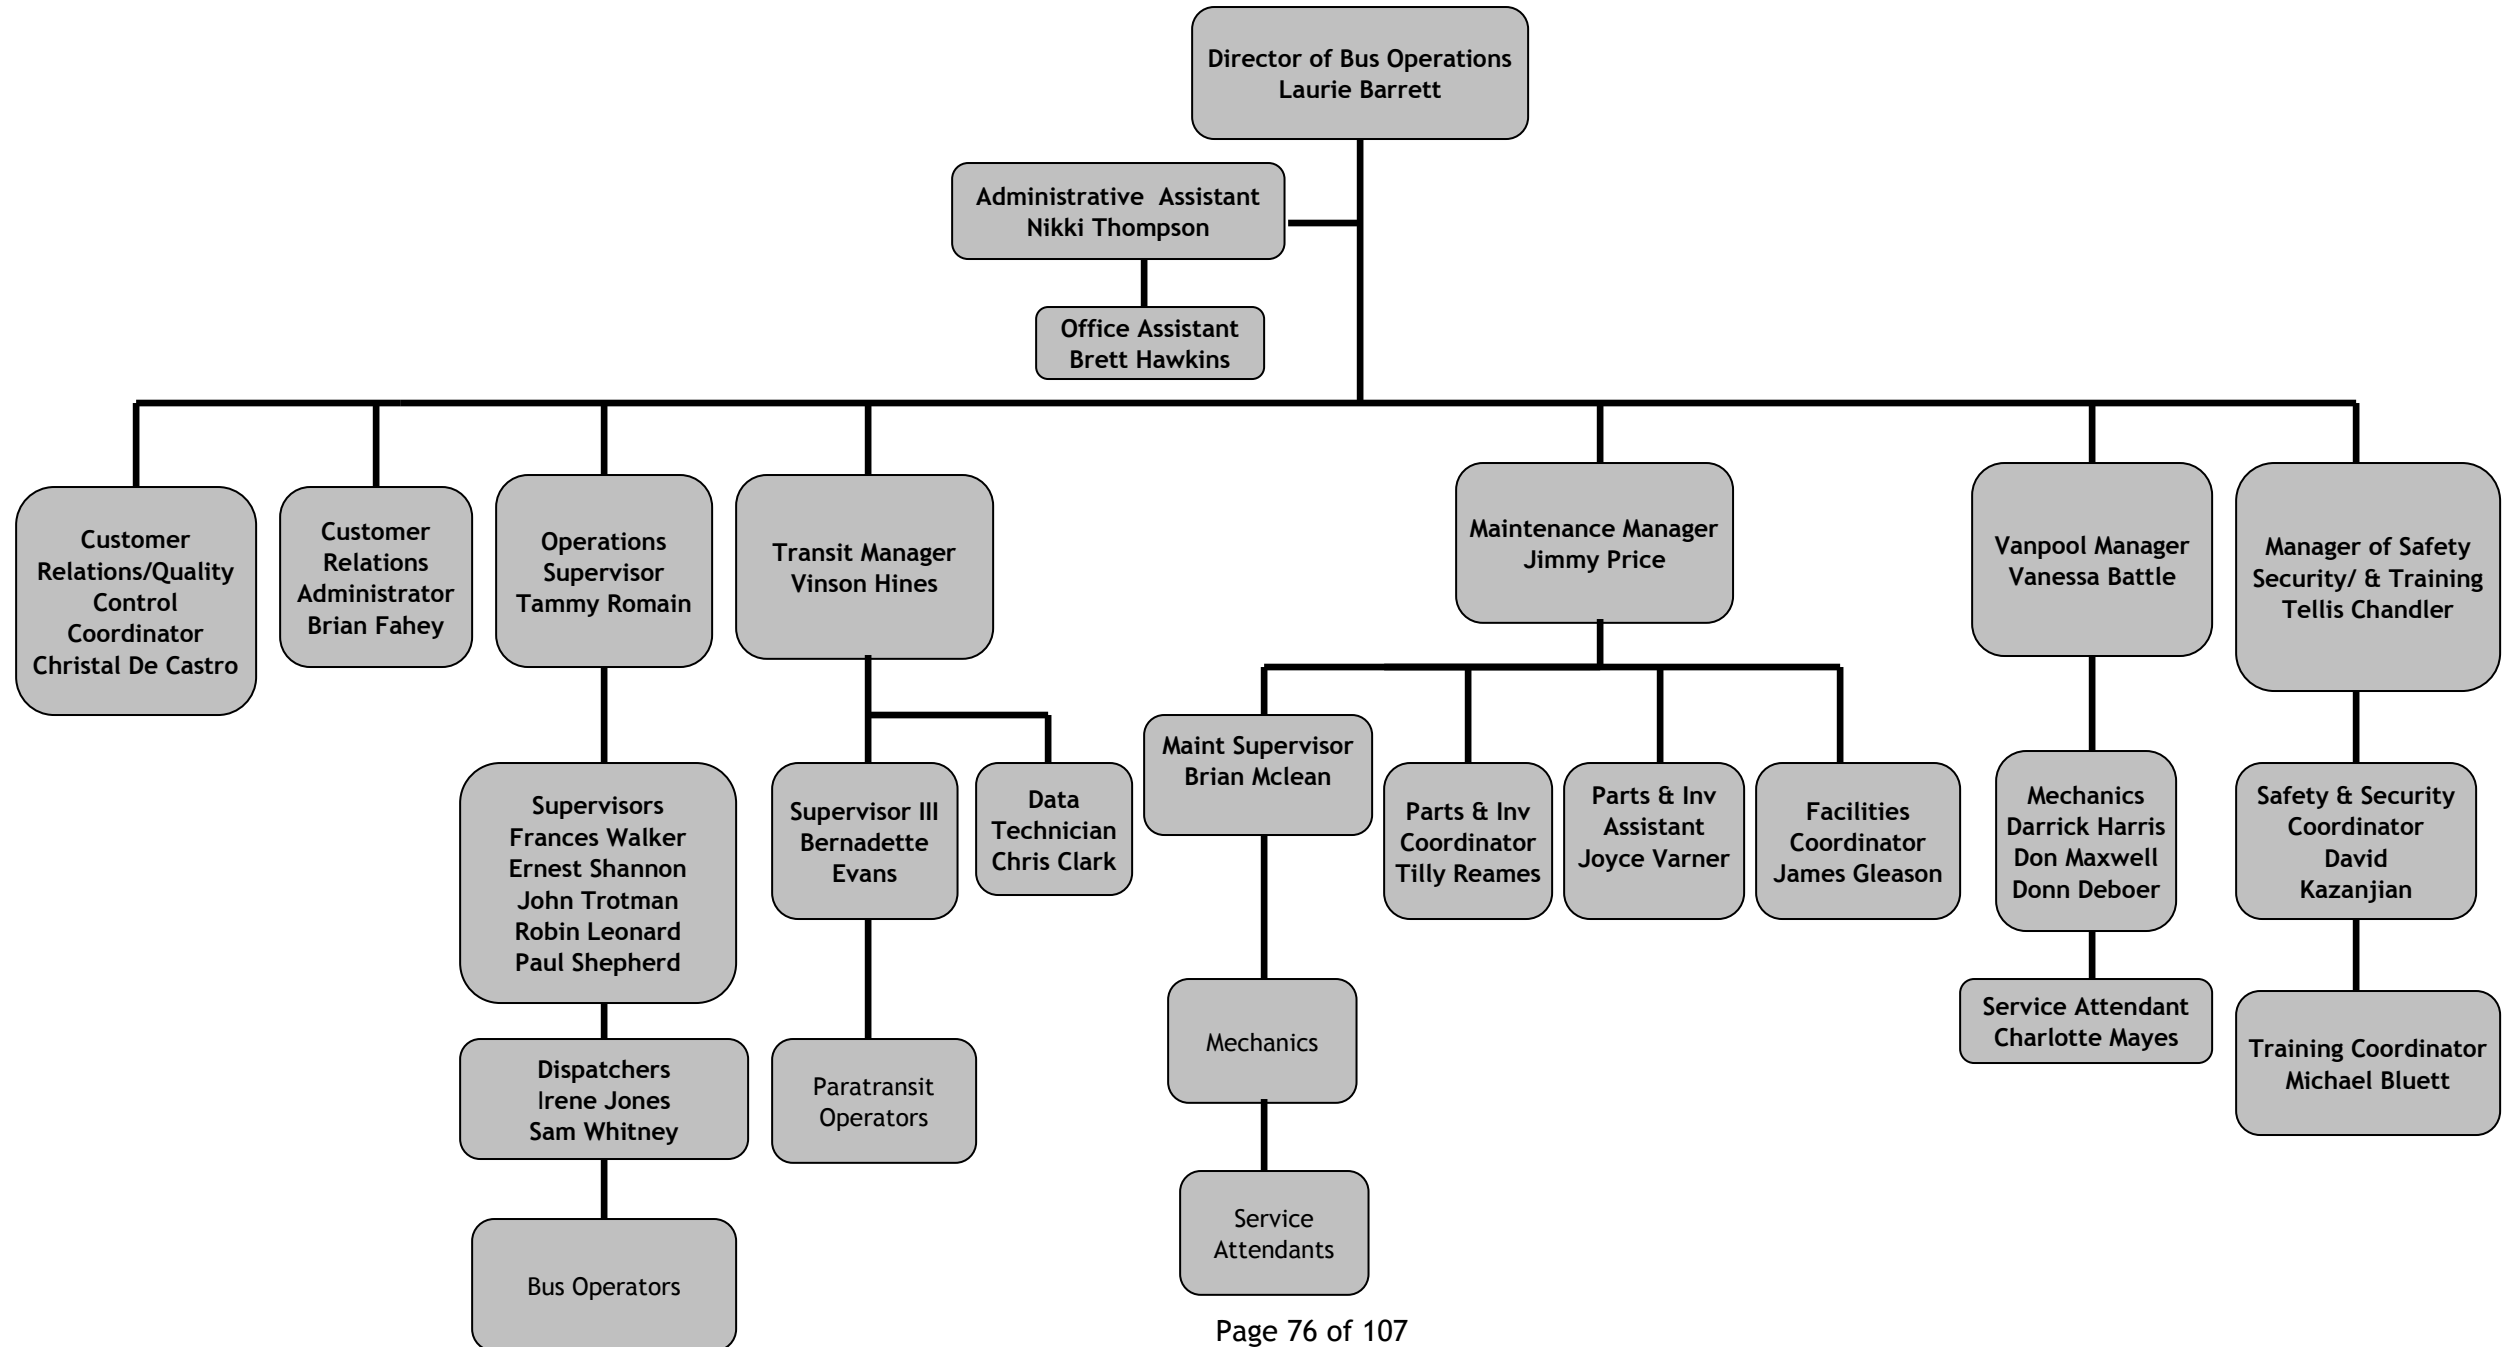 Director of Bus Operations
Laurie Barrett
Administrative  Assistant
Nikki Thompson
Office Assistant
Brett Hawkins
Customer
Relations/Quality
Control
Coordinator
Christal De Castro
Customer
Relations
Administrator
Brian Fahey
Operations
Supervisor
Tammy Romain
Transit Manager
Vinson Hines
Maintenance Manager
Jimmy Price
Vanpool Manager
Vanessa Battle
Manager of Safety
Security/ & Training
Tellis Chandler
Supervisors
Frances Walker
Ernest Shannon
John Trotman
Robin Leonard
Paul Shepherd
Supervisor III
Bernadette
Evans
Data
Technician
Chris Clark
Maint Supervisor
Brian Mclean
Parts & Inv
Coordinator
Tilly Reames
Parts & Inv
Assistant
Joyce Varner
Facilities
Coordinator
James Gleason
Mechanics
Darrick Harris
Don Maxwell
Donn Deboer
Safety & Security
Coordinator
David
Kazanjian
Dispatchers
Irene Jones
Sam Whitney
Paratransit
Operators
Mechanics
Service Attendant
Charlotte Mayes
Training Coordinator
Michael Bluett
Bus Operators
Service
Attendants
Page 76 of 107